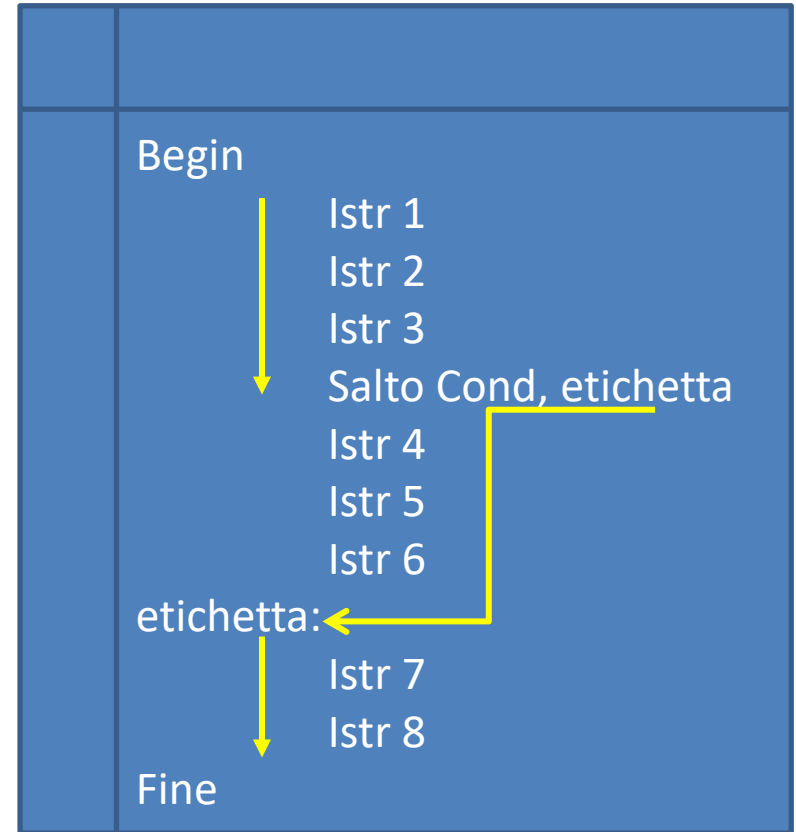 Begin
Istr 1
Istr 2
Istr 3
Salto Cond, etichetta
Istr 4
Istr 5
Istr 6
etichetta:
Istr 7
Istr 8
Fine